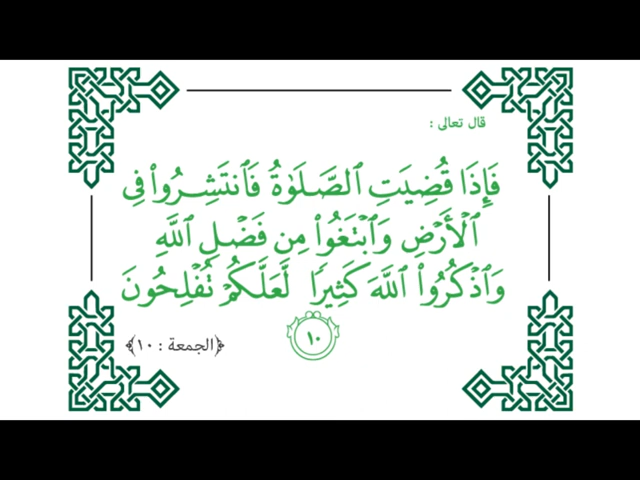 قال تعالى :
فَإِذَا قُضِيَتِ ٱلصَّلَوٰةُ فَٱنتَشِرُوا۟ فِى
ٱلْأَرْضِ وَٱبْتَغُوا۟ مِن فَضْلِ ٱللَّهِ
وَٱذْكُرُوا۟ ٱللَّهَ كَثِيرًا لَّعَلَّكُمْ تُفْلِحُونَ
١٠
﴿الجمعة : ١٠﴾